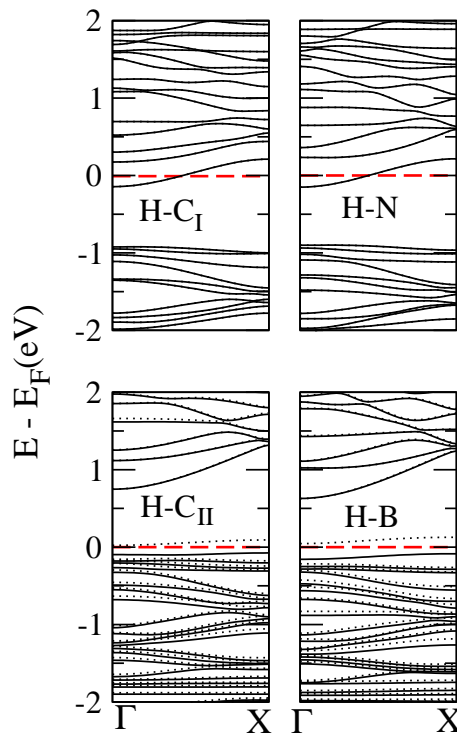 2
1
0
-1
-2
H-C_I
H-N
E - E_F(eV)
2
1
0
-1
-2
H-C_II
H-B
Γ X Γ X